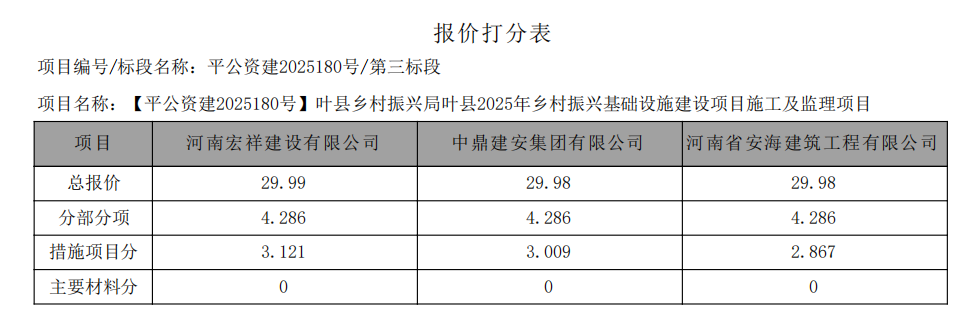 报价打分表
项目编号/标段名称：平公资建2025180号/第三标段
项目名称：【平公资建2025180号】叶县乡村振兴局叶县2025年乡村振兴基础设施建设项目施工及监理项目
项目 河南宏祥建设有限公司 中鼎建安集团有限公司 河南省安海建筑工程有限公司
总报价 29.99 29.98 29.98
分部分项 4.286 4.286 4.286
措施项目分 3.121 3.009 2.867
主要材料分 0 0 0